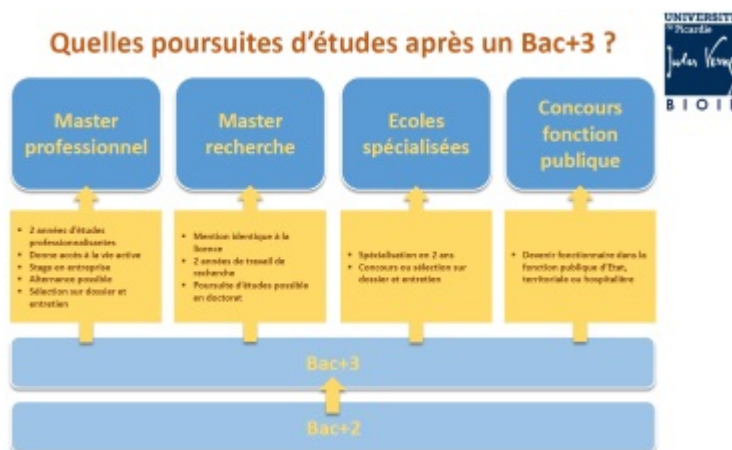 Quelles poursuites d'études après un Bac+3 ?
UNIVERSITE
de Picardie
Jules Verne
Master
professionnel
Master
recherche
Ecoles
spécialisées
Concours
fonction
publique
• 2 années d'études
professionnalisantes
• Donne accès à la vie active
• Stage en entreprise
• Alternance possible
• Sélection sur dossier et
entretien
• Mention identique à la
licence
• 2 années de travail de
recherche
• Poursuite d'études possible
en doctorat
• Spécialisation en 2 ans
• Concours ou sélection sur
dossier et entretien
• Devenir fonctionnaire dans la
fonction publique d'Etat,
territoriale ou hospitalière
Bac+3
Bac+2